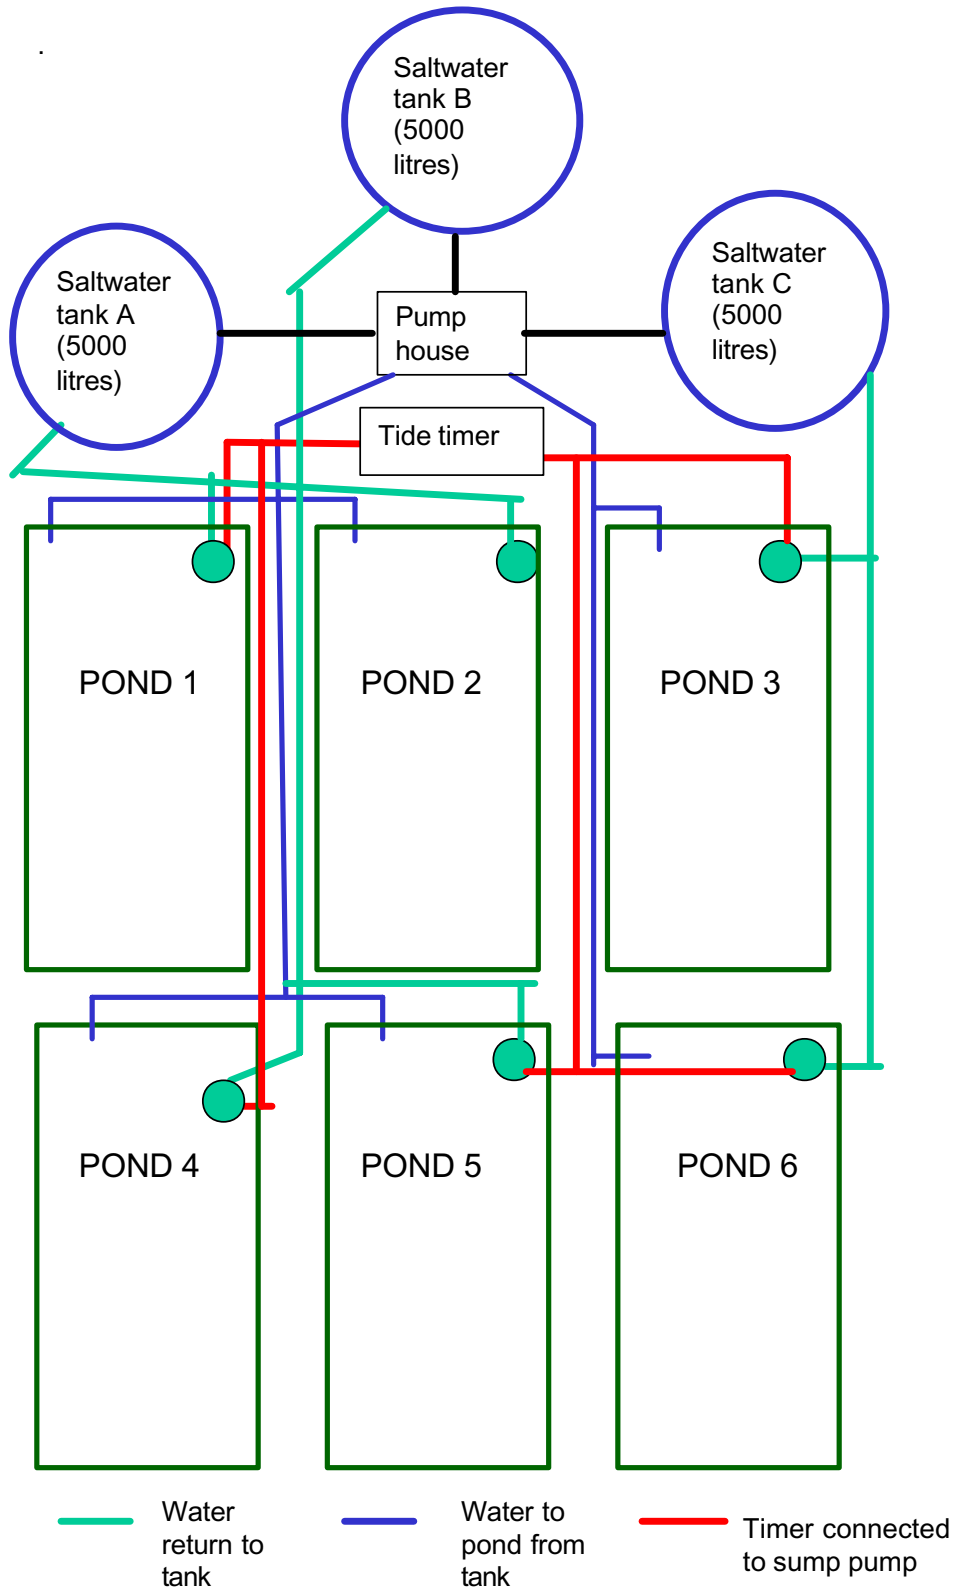 .
Saltwater
tank B
(5000
litres)
Saltwater
tank A
(5000
litres)
Pump
house
Saltwater
tank C
(5000
litres)
Tide timer
POND 1
POND 2
POND 3
POND 4
POND 5
POND 6
Water
return to
tank
Water to
pond from
tank
Timer connected
to sump pump